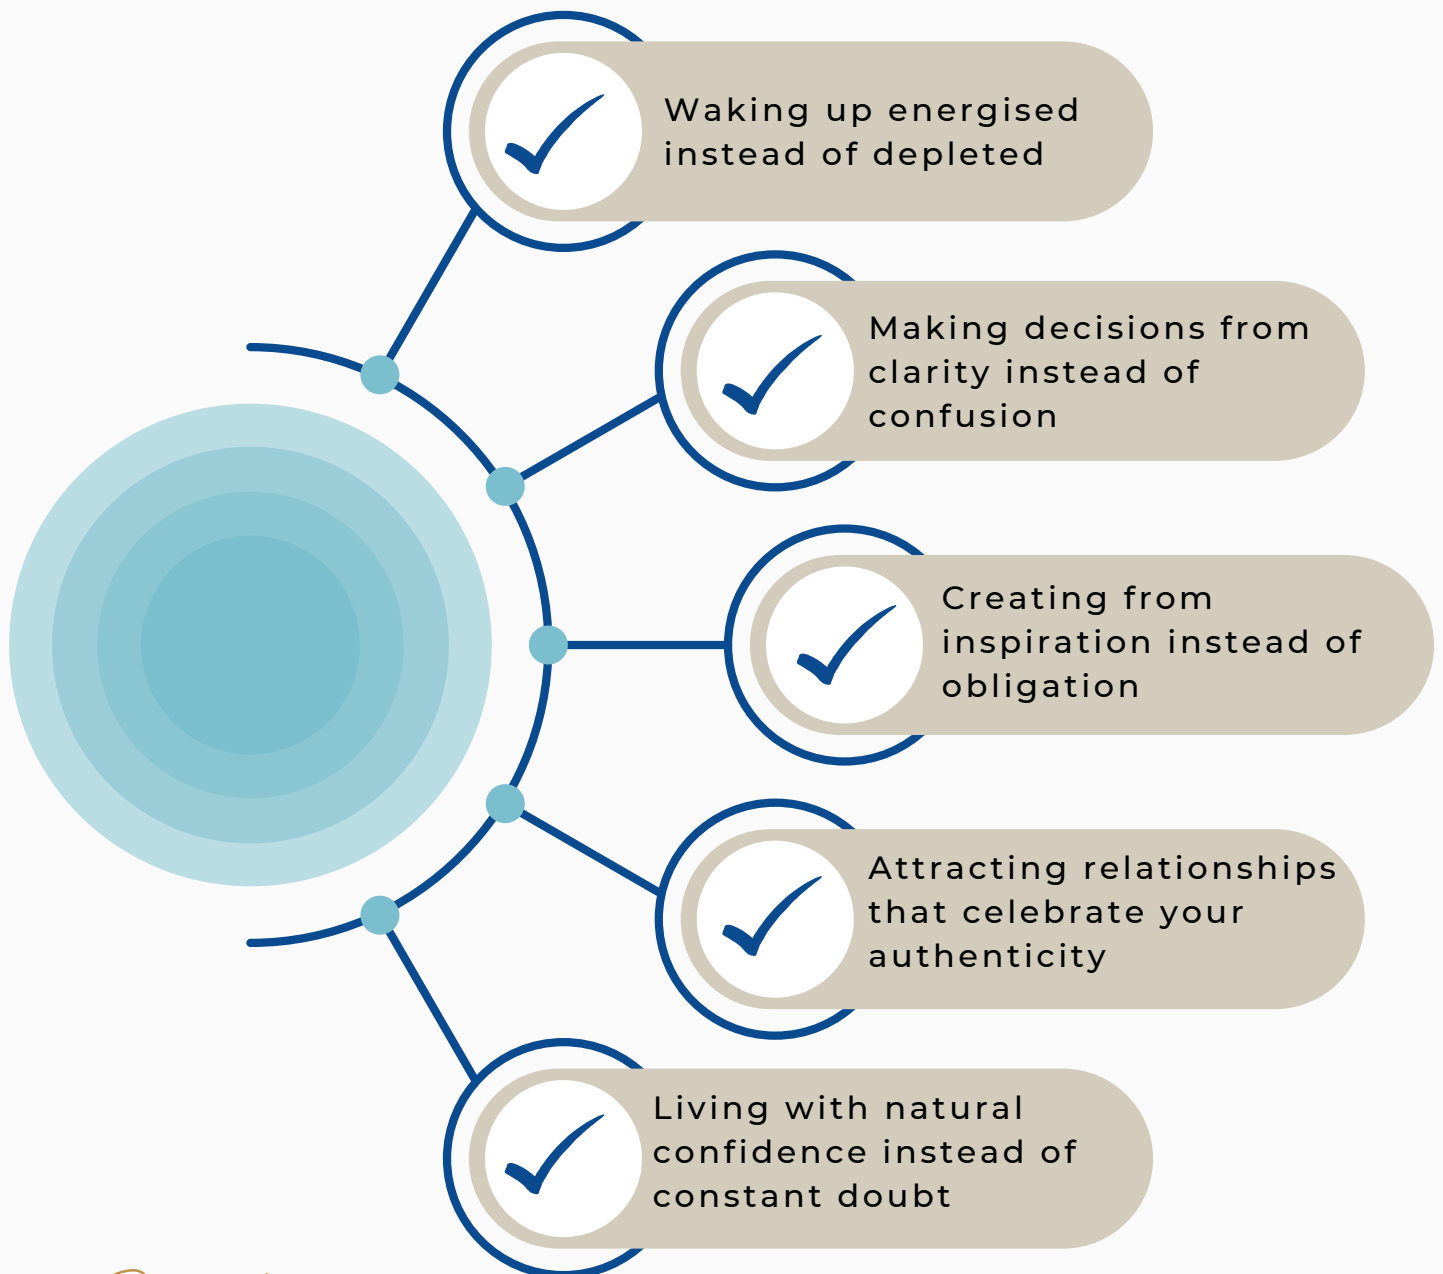 Waking up energised
instead of depleted
Making decisions from
clarity instead of
confusion
Creating from
inspiration instead of
obligation
Attracting relationships
that celebrate your
authenticity
Living with natural
confidence instead of
constant doubt